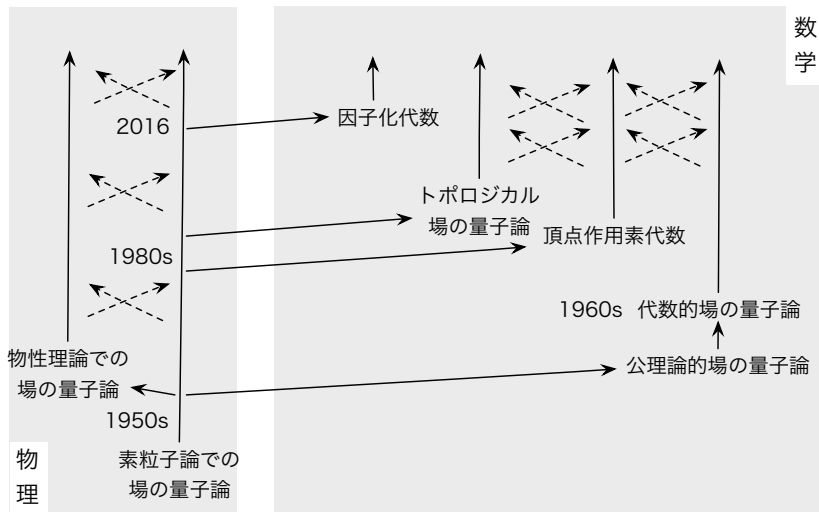 数
学
2016
因子化代数
トポロジカル
場の量子論
頂点作用素代数
1980s
1960s 代数的場の量子論
物性理論での
場の量子論
公理論的場の量子論
1950s
素粒子論での
場の量子論
物
理